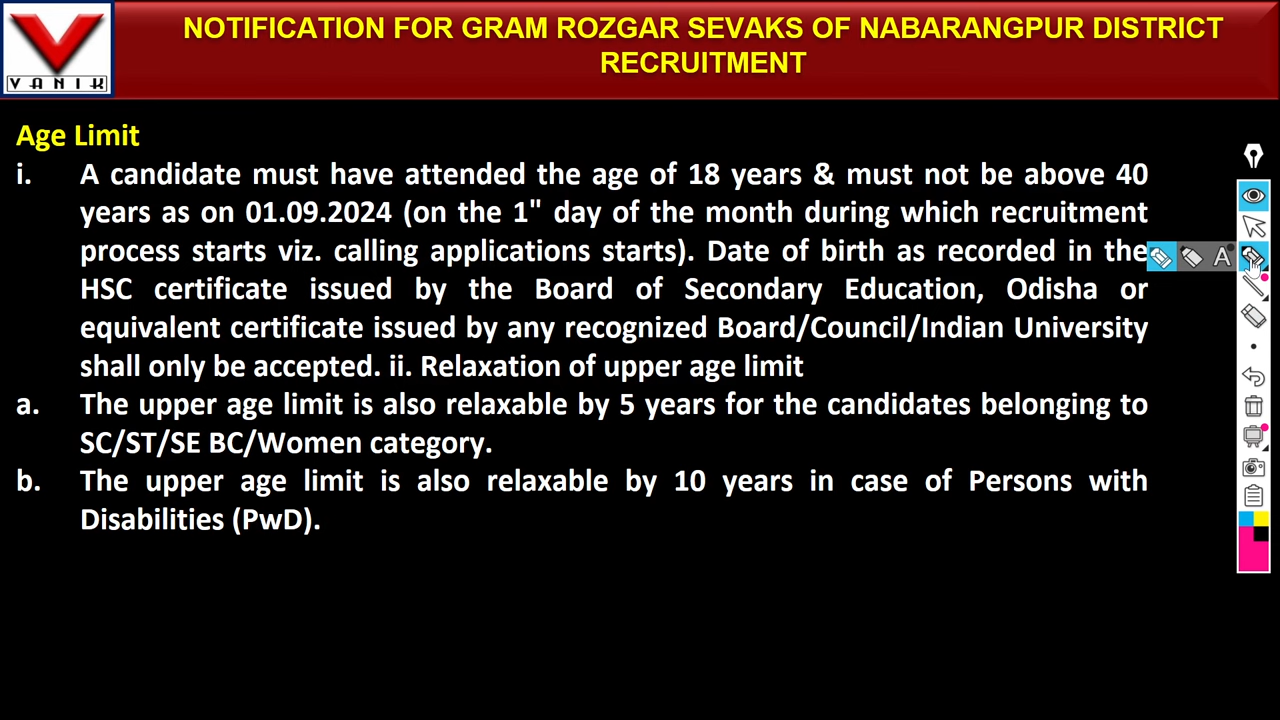 NOTIFICATION FOR GRAM ROZGAR SEVAKS OF NABARANGPUR DISTRICT
RECRUITMENT
VANIK
Age Limit
i. A candidate must have attended the age of 18 years & must not be above 40
years as on 01.09.2024 (on the 1" day of the month during which recruitment
process starts viz. calling applications starts). Date of birth as recorded in the
HSC certificate issued by the Board of Secondary Education, Odisha or
equivalent certificate issued by any recognized Board/Council/Indian University
shall only be accepted. ii. Relaxation of upper age limit
a. The upper age limit is also relaxable by 5 years for the candidates belonging to
SC/ST/SE BC/Women category.
b. The upper age limit is also relaxable by 10 years in case of Persons with
Disabilities (PwD).
A